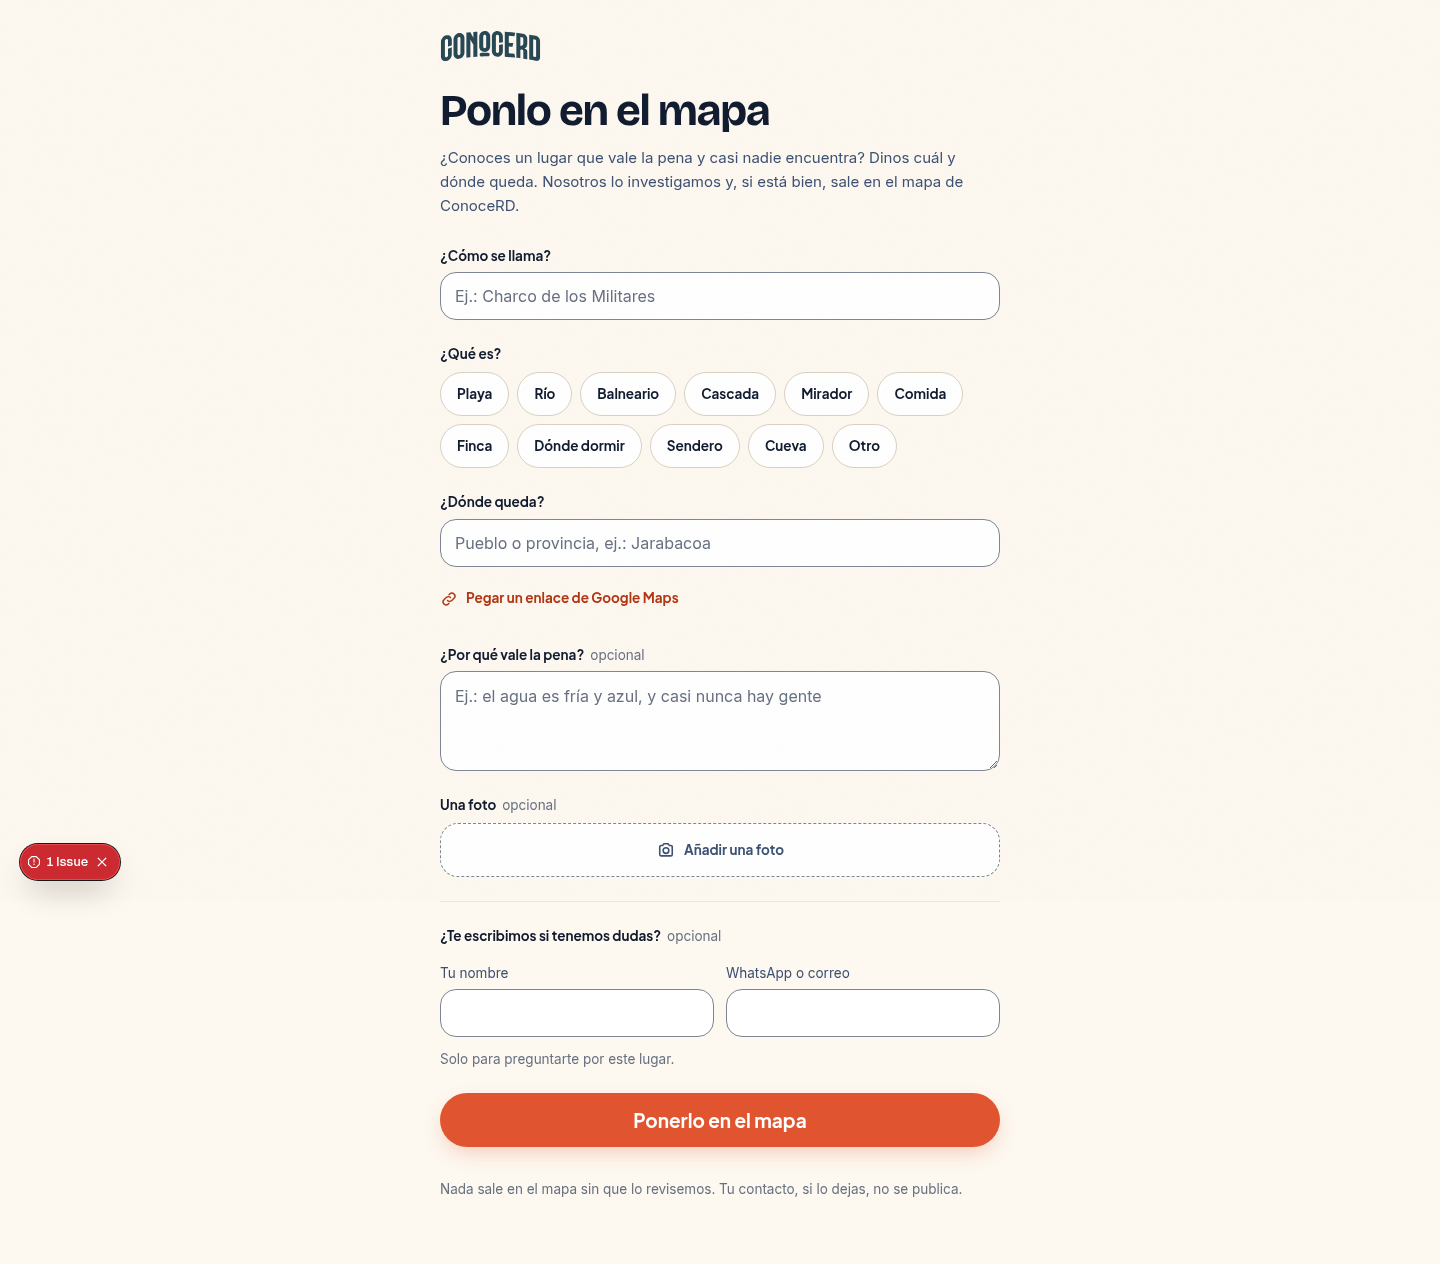 CONOCERD
Ponlo en el mapa
¿Conoces un lugar que vale la pena y casi nadie encuentra? Dinos cuál y
dónde queda. Nosotros lo investigamos y, si está bien, sale en el mapa de
ConoceRD.
¿Cómo se llama?
Ej.: Charco de los Militares
¿Qué es?
Playa Río Balneario Cascada Mirador Comida
Finca Dónde dormir Sendero Cueva Otro
¿Dónde queda?
Pueblo o provincia, ej.: Jarabacoa
Pegar un enlace de Google Maps
¿Por qué vale la pena? opcional
Ej.: el agua es fría y azul, y casi nunca hay gente
Una foto opcional
Añadir una foto
1 Issue
¿Te escribimos si tenemos dudas? opcional
Tu nombre WhatsApp o correo
Solo para preguntarte por este lugar.
Ponerlo en el mapa
Nada sale en el mapa sin que lo revisemos. Tu contacto, si lo dejas, no se publica.